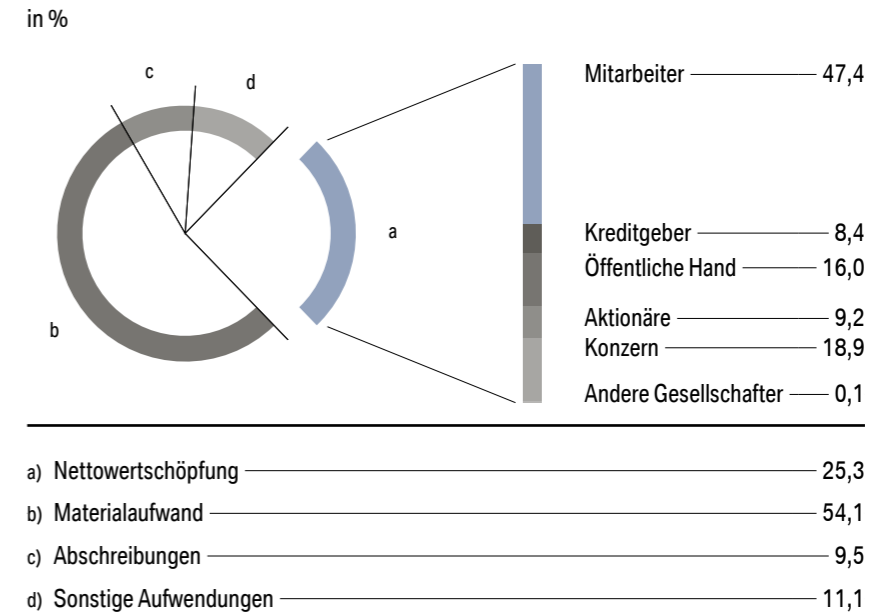 in %
c
d
a
b
Mitarbeiter 47,4
Kreditgeber 8,4
Öffentliche Hand 16,0
Aktionäre 9,2
Konzern 18,9
Andere Gesellschafter 0,1
a) Nettowertschöpfung 25,3
b) Materialaufwand 54,1
c) Abschreibungen 9,5
d) Sonstige Aufwendungen 11,1